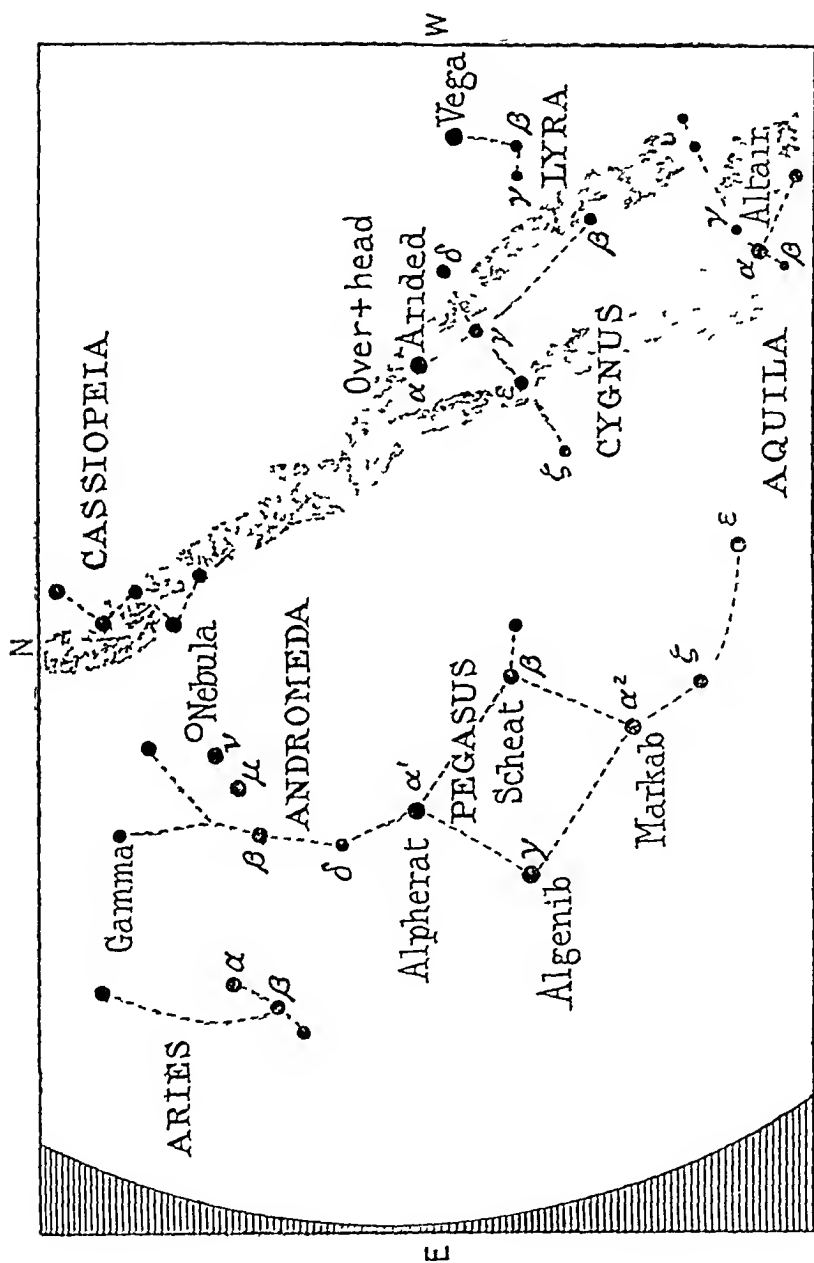 N
W
E
CASSIOPEIA
Nebula
ν
μ
ANDROMEDA
Gamma
β
δ
ARIES
α
β
Over+head
Arided
α
δ
γ
ε
ζ
β
CYGNUS
Vega
β
γ
LYRA
Alpherat
α¹
PEGASUS
Scheat
β
γ
Algenib
Markab
α²
ζ
ε
AQUILA
γ
Altair
α
β